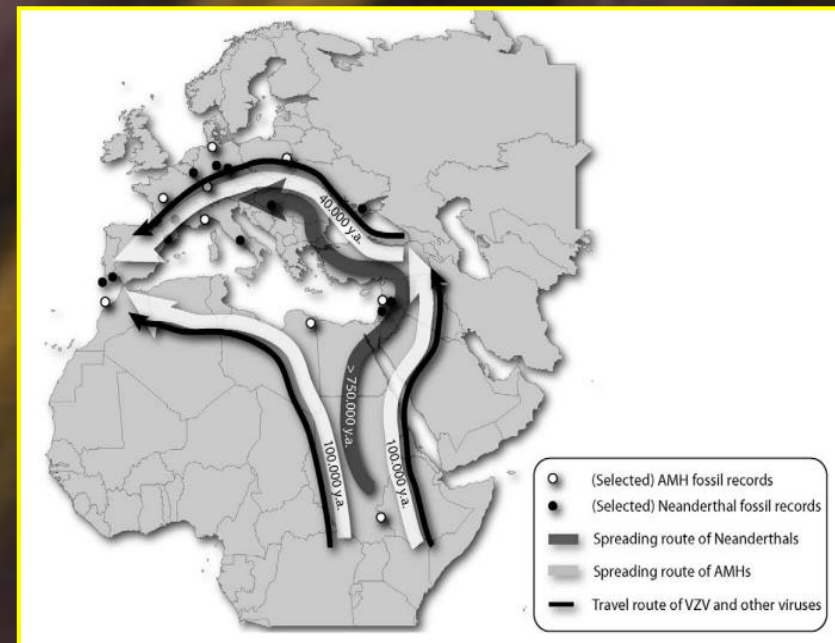 40.000 y.a.
> 750.000 y.a.
100.000 y.a.
100.000 y.a.
(Selected) AMH fossil records
(Selected) Neanderthal fossil records
Spreading route of Neanderthals
Spreading route of AMHs
Travel route of VZV and other viruses